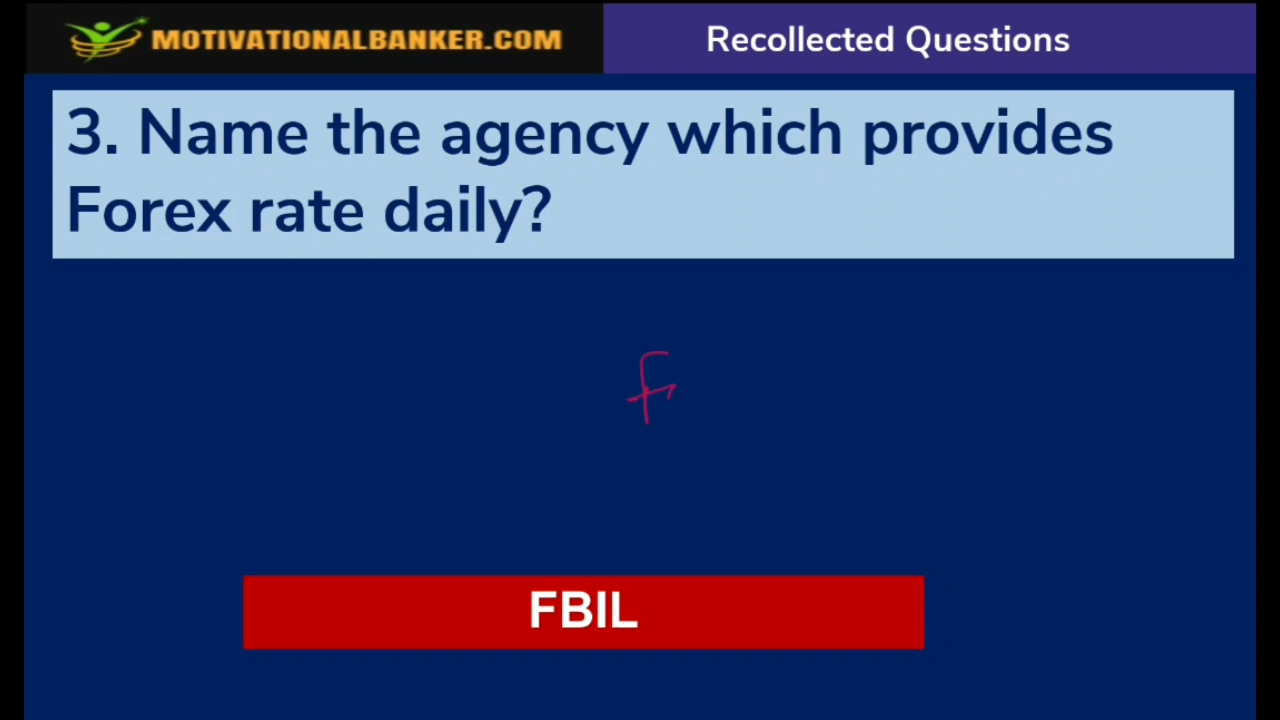 MOTIVATIONALBANKER.COM
Recollected Questions
3. Name the agency which provides
Forex rate daily?
F
FBIL